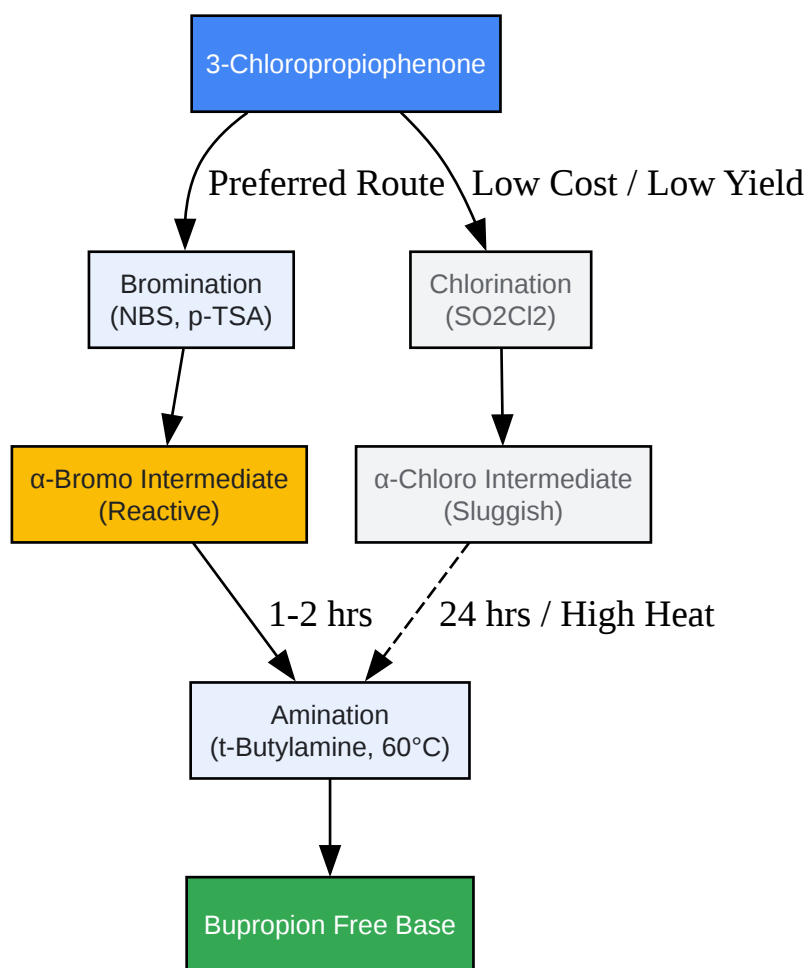 3-Chloropropiophenone
Preferred Route
Low Cost / Low Yield
Bromination
(NBS, p-TSA)
Chlorination
(SO2Cl2)
α-Bromo Intermediate
(Reactive)
α-Chloro Intermediate
(Sluggish)
1-2 hrs
24 hrs / High Heat
Amination
(t-Butylamine, 60°C)
Bupropion Free Base